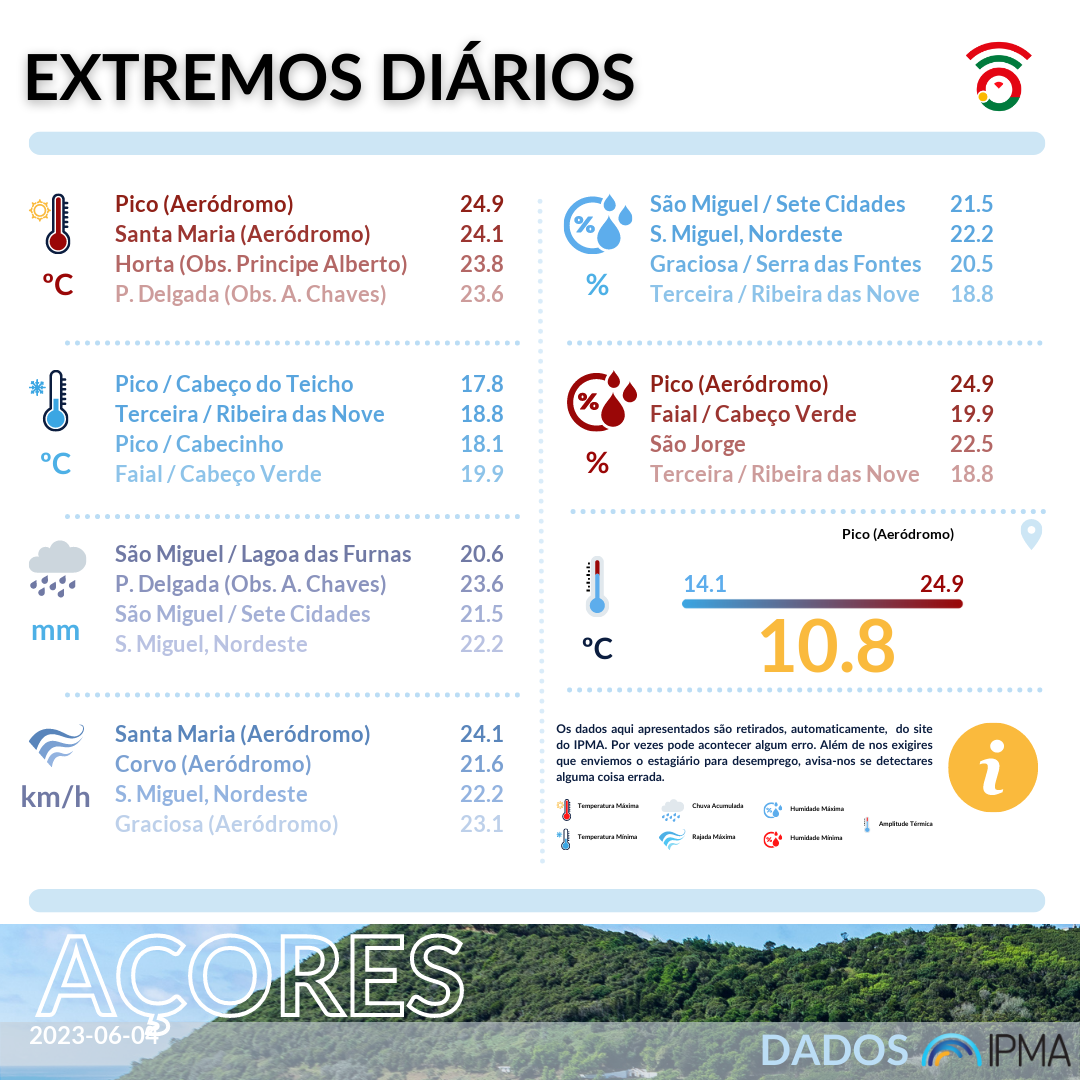 EXTREMOS DIÁRIOS
Pico (Aeródromo) 24.9
Santa Maria (Aeródromo) 24.1
Horta (Obs. Principe Alberto) 23.8
P. Delgada (Obs. A. Chaves) 23.6
ºC
Pico / Cabeço do Teicho 17.8
Terceira / Ribeira das Nove 18.8
Pico / Cabecinho 18.1
Faial / Cabeço Verde 19.9
ºC
São Miguel / Lagoa das Furnas 20.6
P. Delgada (Obs. A. Chaves) 23.6
São Miguel / Sete Cidades 21.5
S. Miguel, Nordeste 22.2
mm
Santa Maria (Aeródromo) 24.1
Corvo (Aeródromo) 21.6
S. Miguel, Nordeste 22.2
Graciosa (Aeródromo) 23.1
km/h
%
São Miguel / Sete Cidades 21.5
S. Miguel, Nordeste 22.2
Graciosa / Serra das Fontes 20.5
Terceira / Ribeira das Nove 18.8
%
%
Pico (Aeródromo) 24.9
Faial / Cabeço Verde 19.9
São Jorge 22.5
Terceira / Ribeira das Nove 18.8
%
Pico (Aeródromo)
14.1 24.9
ºC
10.8
Os dados aqui apresentados são retirados, automaticamente, do site
do IPMA. Por vezes pode acontecer algum erro. Além de nos exigires
que enviemos o estagiário para desemprego, avisa-nos se detectares
alguma coisa errada.
i
Temperatura Máxima Chuva Acumulada Humidade Máxima
Amplitude Térmica
Temperatura Mínima Rajada Máxima Humidade Mínima
AÇORES
2023-06-04
DADOS IPMA